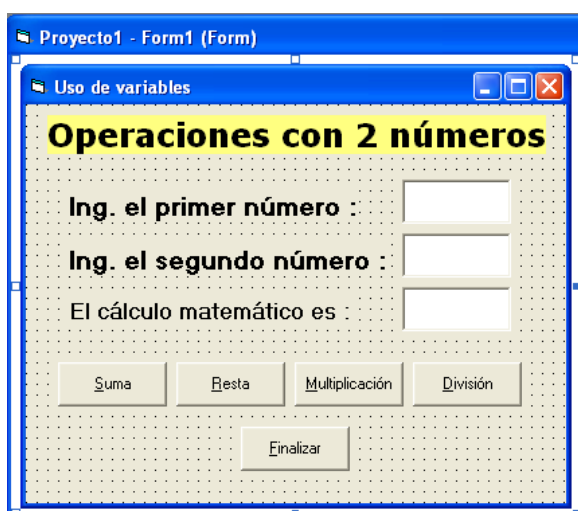 Proyecto1 - Form1 (Form)
Uso de variables
Operaciones con 2 números
Ing. el primer número :
Ing. el segundo número :
El cálculo matemático es :
Suma Resta Multiplicación División
Finalizar